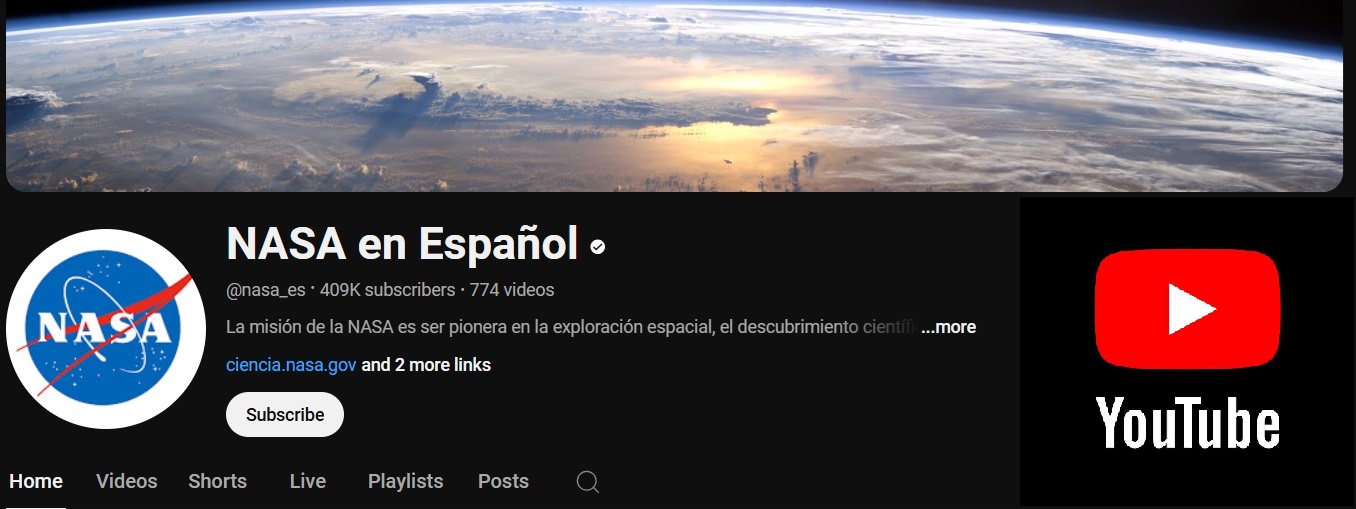 NASA en Español
@nasa_es · 409K subscribers · 774 videos
NASA
La misión de la NASA es ser pionera en la exploración espacial, el descubrimiento ...more
ciencia.nasa.gov and 2 more links
Subscribe
YouTube
Home Videos Shorts Live Playlists Posts